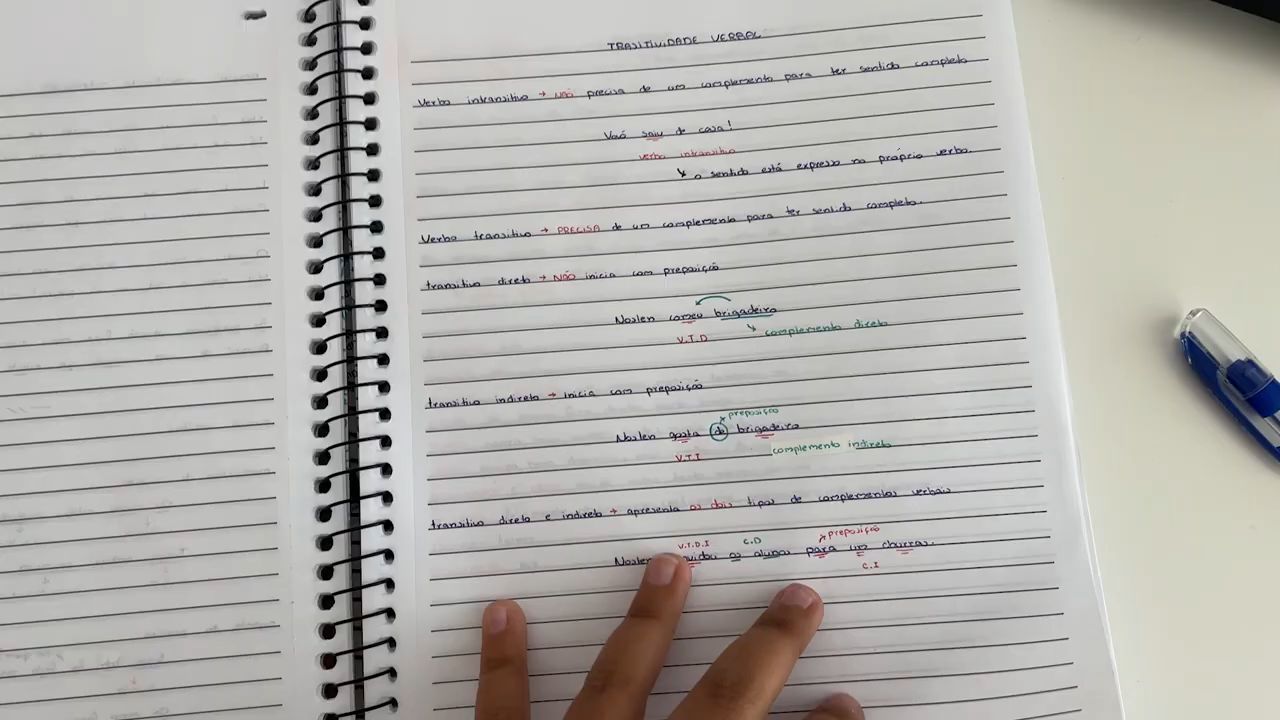 TRASITIVIDADE VERBAL
Verbo intransitivo → NÃO precisa de um complemento para ter sentido completo
Vovó saiu de casa!
verbo intransitivo
↳ o sentido está expresso no próprio verbo.
Verbo transitivo → PRECISA de um complemento para ter sentido completo.
transitivo direto → NÃO inicia com preposição
Noslen comeu brigadeiro
V.T.D ↘ complemento direto
transitivo indireto → Inicia com preposição
↗ preposição
Noslen gosta de brigadeiro
V.T.I complemento indireto
transitivo direto e indireto → apresenta os dois tipos de complementos verbais
V.T.D.I C.D ↗ preposição
Noslen os alunos para um churras.
C.I